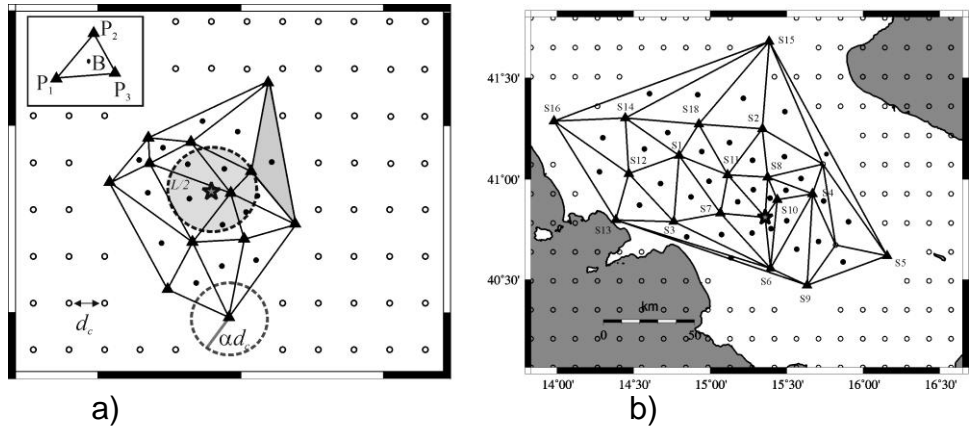 a)
P2
B
P1
P3
L/2
dc
αdc
b)
41°30'
41°00'
40°30'
S15
S16
S14
S18
S2
S12
S1
S11
S8
S4
S7
S10
S13
S3
S6
S9
S5
km
0 50
14°00' 14°30' 15°00' 15°30' 16°00' 16°30'
a) b)